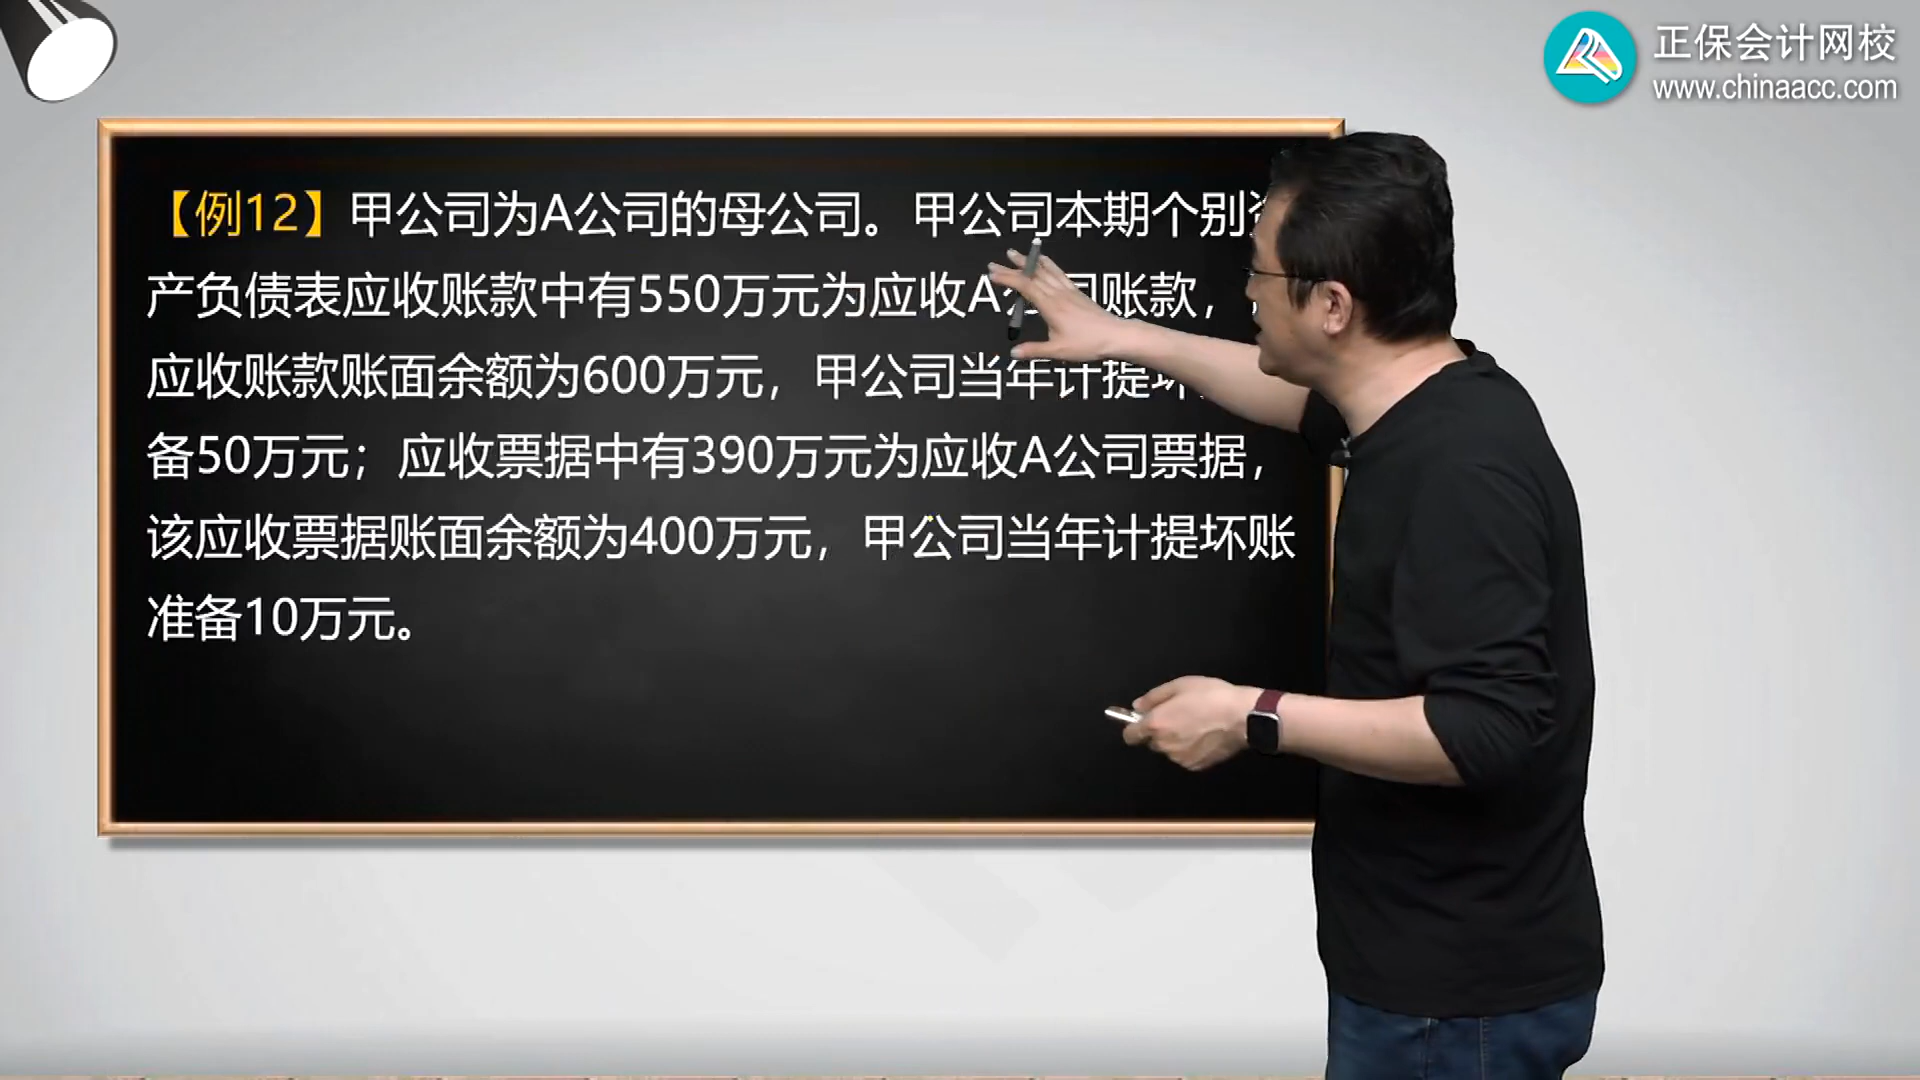 正保会计网校
www.chinaacc.com
【例12】甲公司为A公司的母公司。甲公司本期个别
产负债表应收账款中有550万元为应收A公司账款，
应收账款账面余额为600万元，甲公司当年计提坏
备50万元；应收票据中有390万元为应收A公司票据，
该应收票据账面余额为400万元，甲公司当年计提坏账
准备10万元。